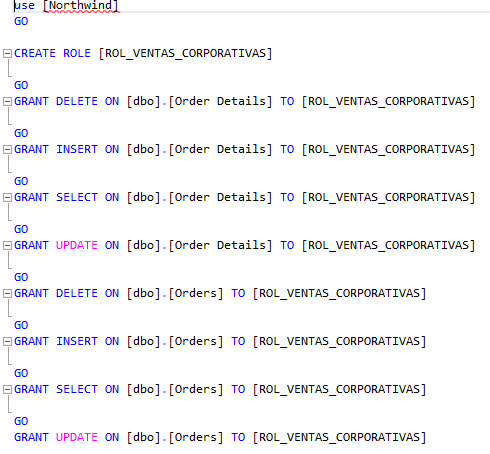 use [Northwind]
GO
CREATE ROLE [ROL_VENTAS_CORPORATIVAS]
GO
GRANT DELETE ON [dbo].[Order Details] TO [ROL_VENTAS_CORPORATIVAS]
GO
GRANT INSERT ON [dbo].[Order Details] TO [ROL_VENTAS_CORPORATIVAS]
GO
GRANT SELECT ON [dbo].[Order Details] TO [ROL_VENTAS_CORPORATIVAS]
GO
GRANT UPDATE ON [dbo].[Order Details] TO [ROL_VENTAS_CORPORATIVAS]
GO
GRANT DELETE ON [dbo].[Orders] TO [ROL_VENTAS_CORPORATIVAS]
GO
GRANT INSERT ON [dbo].[Orders] TO [ROL_VENTAS_CORPORATIVAS]
GO
GRANT SELECT ON [dbo].[Orders] TO [ROL_VENTAS_CORPORATIVAS]
GO
GRANT UPDATE ON [dbo].[Orders] TO [ROL_VENTAS_CORPORATIVAS]